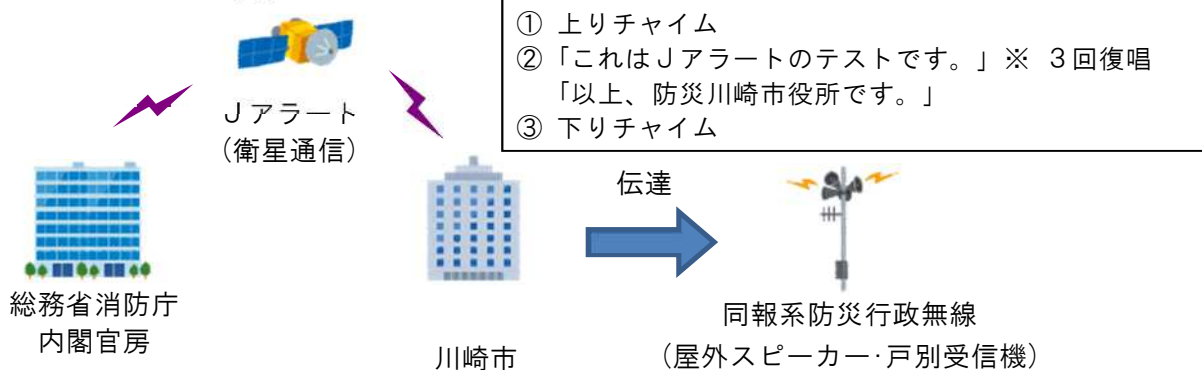 ① 上りチャイム
② 「これはJアラートのテストです。」※ 3回復唱
「以上、防災川崎市役所です。」
③ 下りチャイム
Jアラート
(衛星通信)
伝達
総務省消防庁
内閣官房
川崎市
同報系防災行政無線
(屋外スピーカー･戸別受信機)